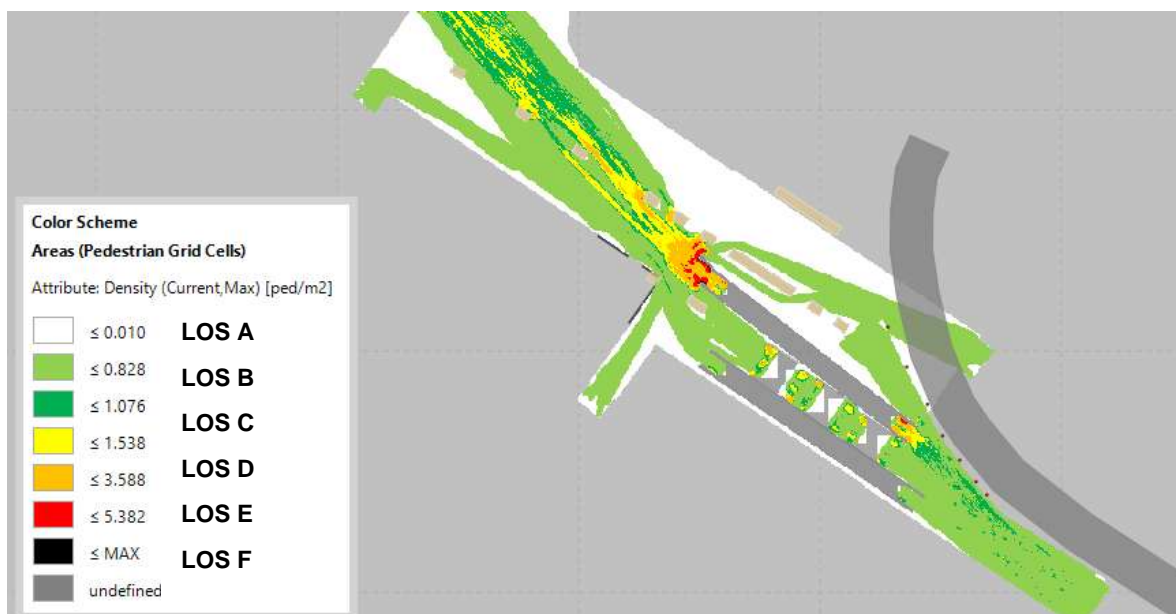 Color Scheme
Areas (Pedestrian Grid Cells)
Attribute: Density (Current,Max) [ped/m2]
≤ 0.010 LOS A
≤ 0.828 LOS B
≤ 1.076 LOS C
≤ 1.538 LOS D
≤ 3.588 LOS E
≤ 5.382 LOS F
≤ MAX
undefined